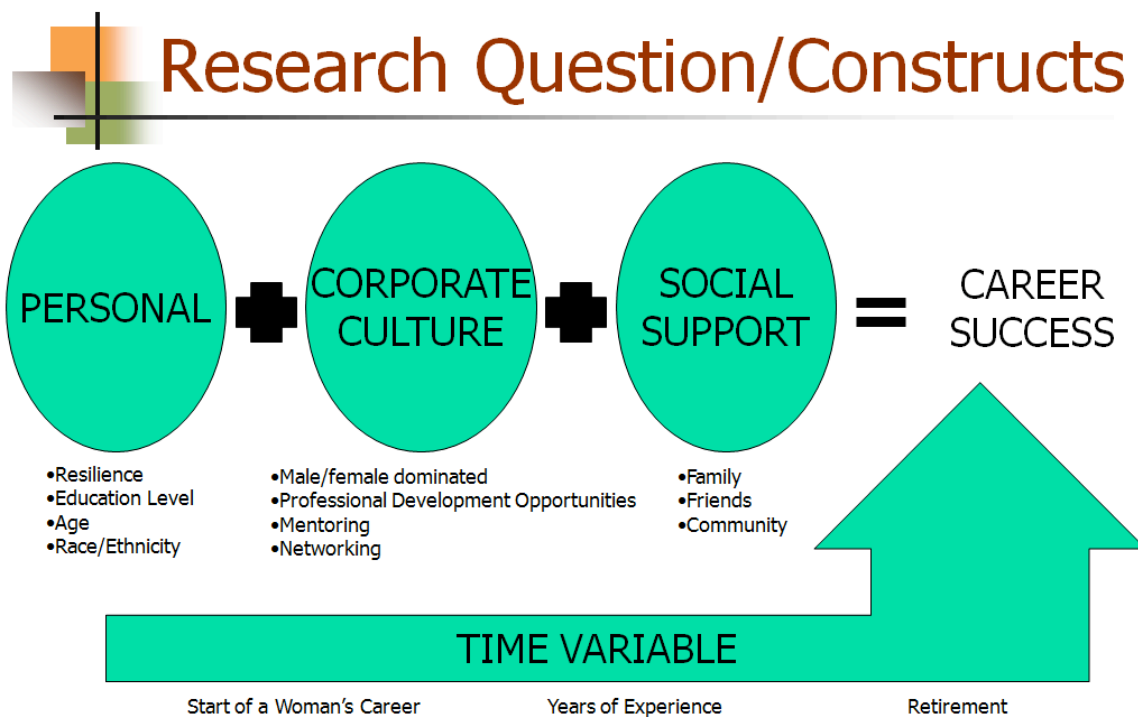 Research Question/Constructs
PERSONAL
CORPORATE
CULTURE
SOCIAL
SUPPORT
=
CAREER
SUCCESS
•Resilience
•Education Level
•Age
•Race/Ethnicity
•Male/female dominated
•Professional Development Opportunities
•Mentoring
•Networking
•Family
•Friends
•Community
TIME VARIABLE
Start of a Woman's Career
Years of Experience
Retirement